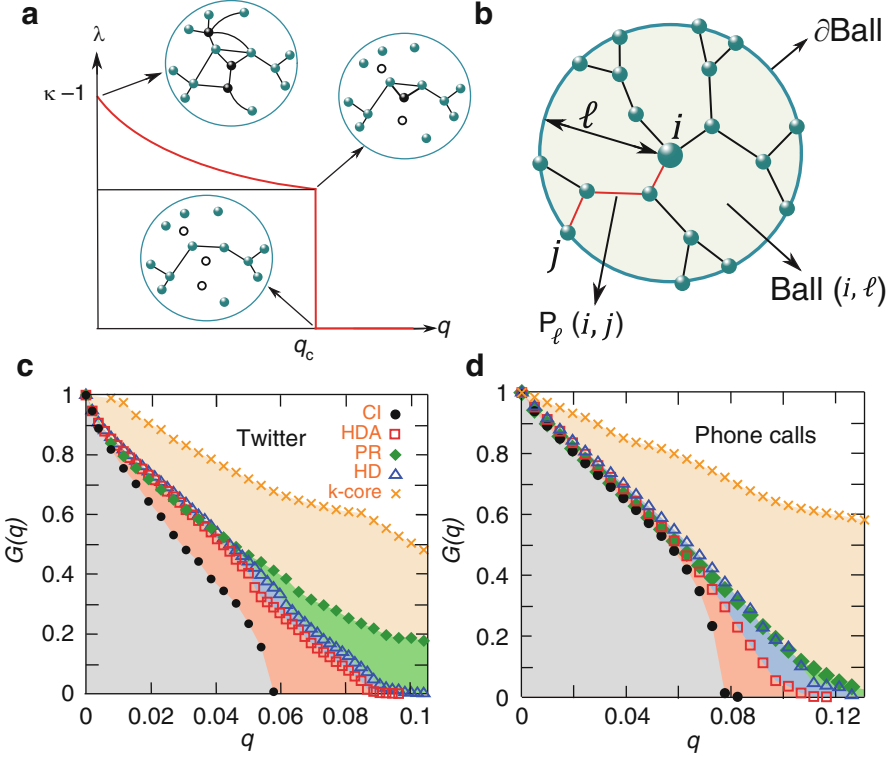 a
λ
κ −1
q
q_c
b
∂Ball
ℓ
i
j
Ball (i, ℓ)
P_ℓ (i, j)
c
Twitter
CI
HDA
PR
HD
k-core
G(q)
1
0.8
0.6
0.4
0.2
0
0 0.02 0.04 0.06 0.08 0.1
q
d
Phone calls
G(q)
1
0.8
0.6
0.4
0.2
0
0 0.04 0.08 0.12
q